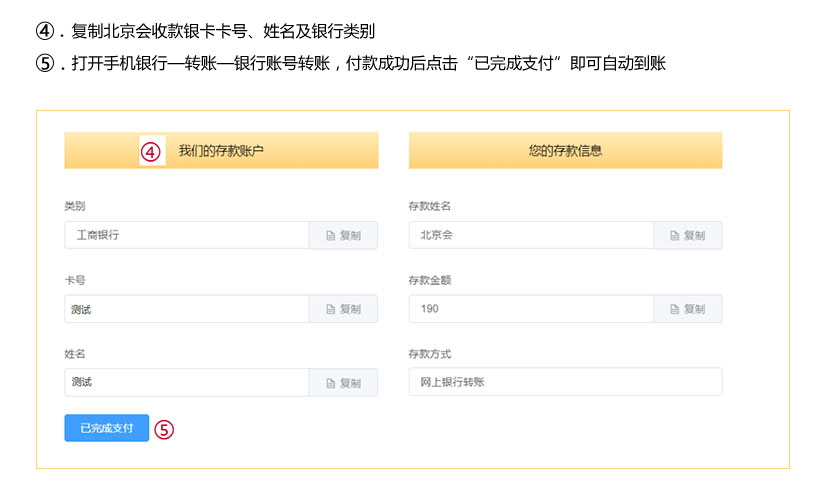 ④．复制北京会收款银卡卡号、姓名及银行类别
⑤．打开手机银行—转账—银行账号转账，付款成功后点击“已完成支付”即可自动到账
④ 我们的存款账户
您的存款信息
类别
存款姓名
工商银行 复制
北京会 复制
卡号
存款金额
测试 复制
190 复制
姓名
存款方式
测试 复制
网上银行转账
已完成支付 ⑤